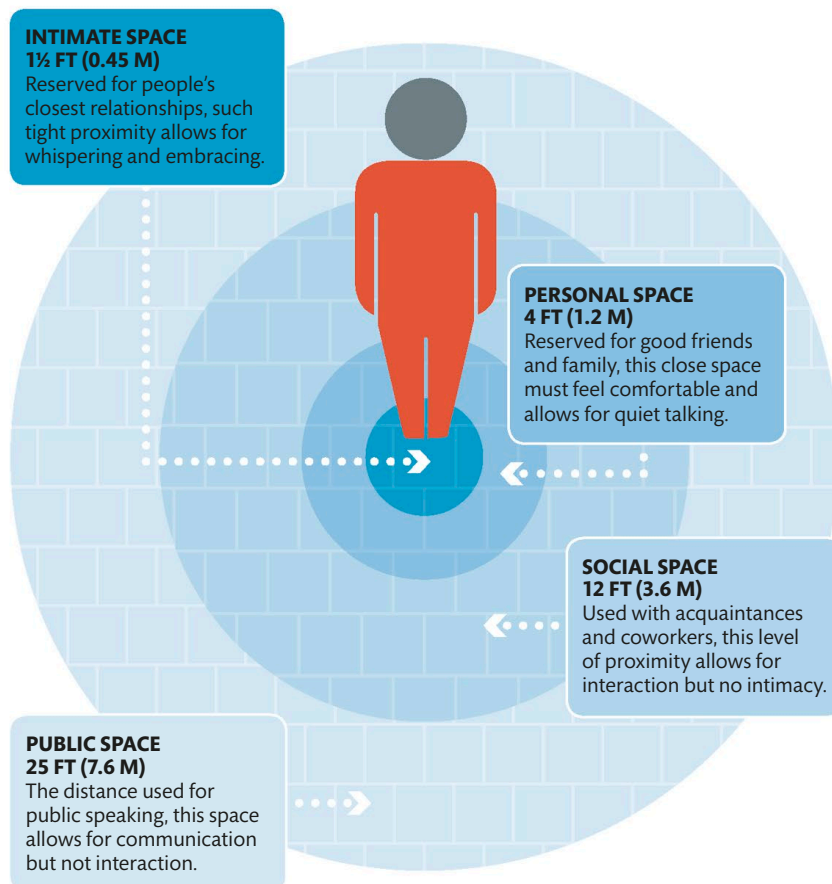 INTIMATE SPACE
1½ FT (0.45 M)
Reserved for people’s
closest relationships, such
tight proximity allows for
whispering and embracing.
PERSONAL SPACE
4 FT (1.2 M)
Reserved for good friends
and family, this close space
must feel comfortable and
allows for quiet talking.
SOCIAL SPACE
12 FT (3.6 M)
Used with acquaintances
and coworkers, this level
of proximity allows for
interaction but no intimacy.
PUBLIC SPACE
25 FT (7.6 M)
The distance used for
public speaking, this space
allows for communication
but not interaction.